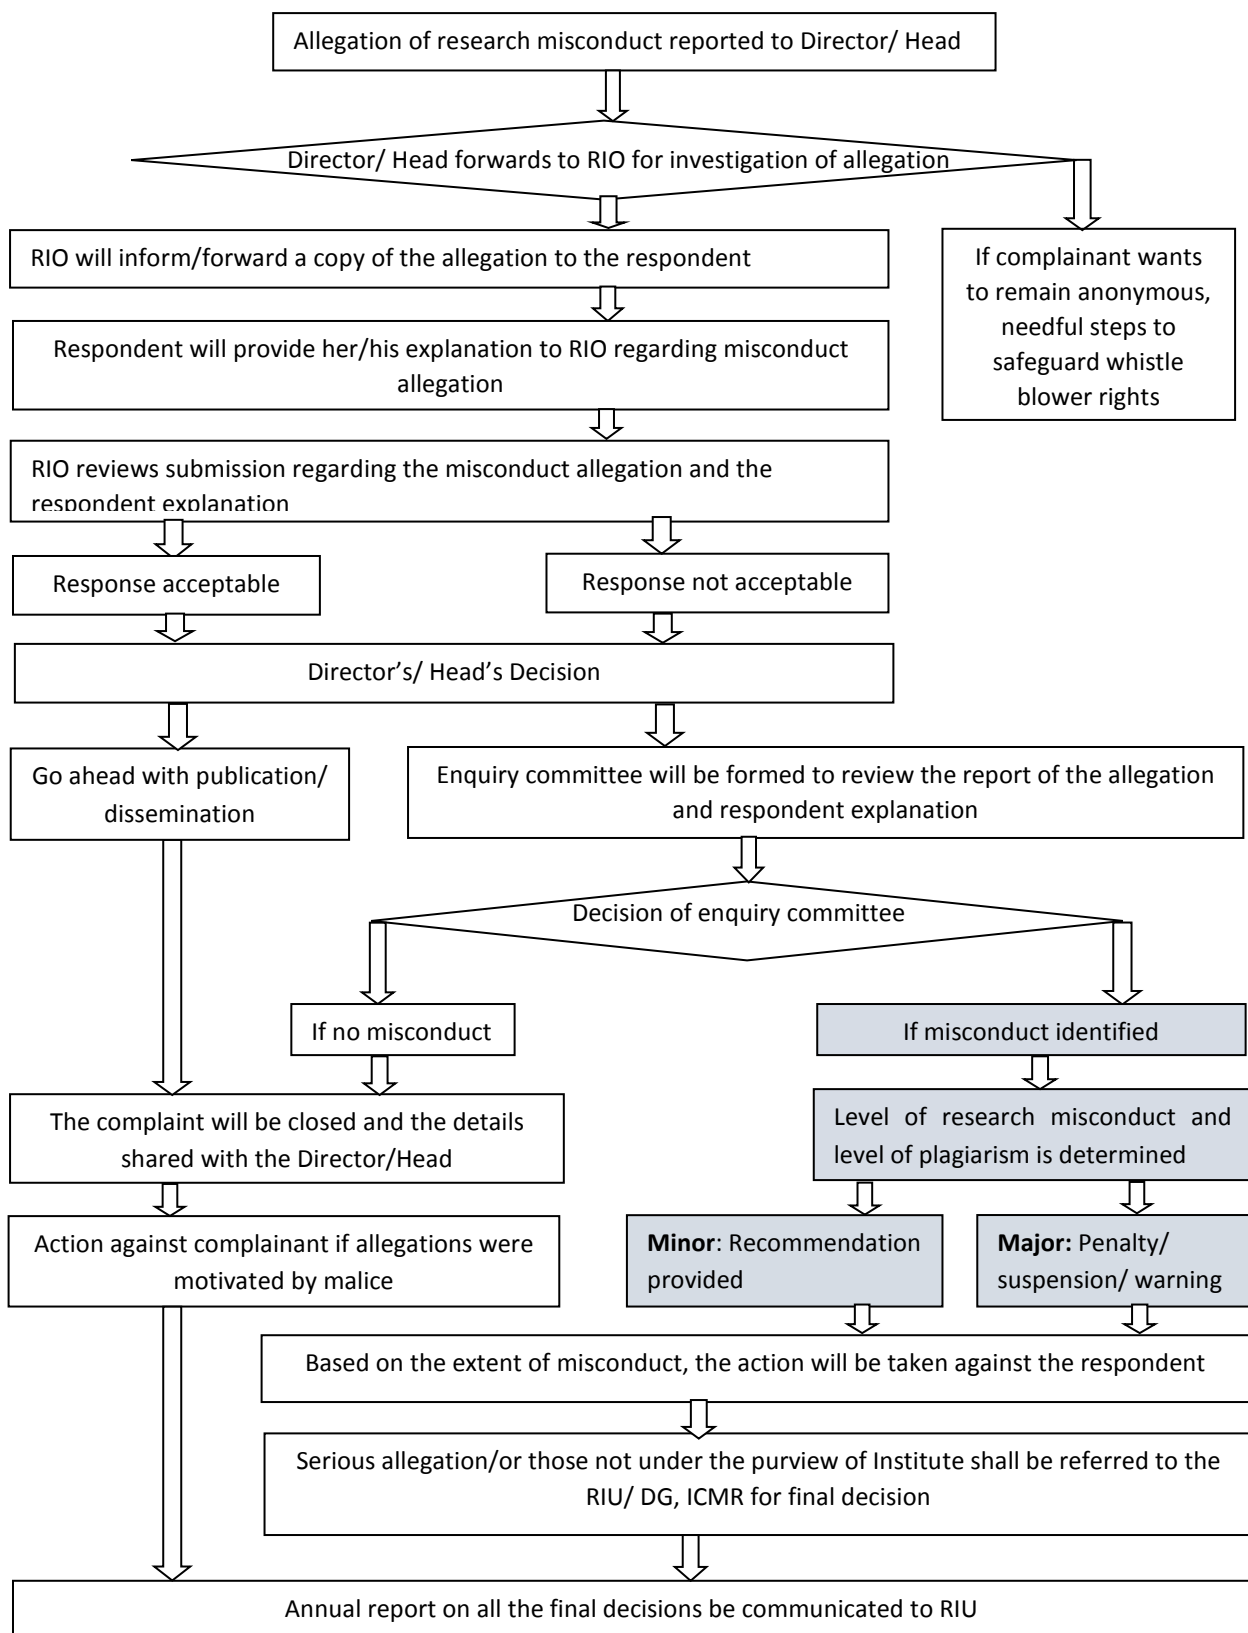 Allegation of research misconduct reported to Director/ Head
Director/ Head forwards to RIO for investigation of allegation
RIO will inform/forward a copy of the allegation to the respondent
If complainant wants
to remain anonymous,
needful steps to
safeguard whistle
blower rights
Respondent will provide her/his explanation to RIO regarding misconduct
allegation
RIO reviews submission regarding the misconduct allegation and the
respondent explanation
Response acceptable
Response not acceptable
Director’s/ Head’s Decision
Go ahead with publication/
dissemination
Enquiry committee will be formed to review the report of the allegation
and respondent explanation
Decision of enquiry committee
If no misconduct
If misconduct identified
The complaint will be closed and the details
shared with the Director/Head
Level of research misconduct and
level of plagiarism is determined
Action against complainant if allegations were
motivated by malice
Minor: Recommendation
provided
Major: Penalty/
suspension/ warning
Based on the extent of misconduct, the action will be taken against the respondent
Serious allegation/or those not under the purview of Institute shall be referred to the
RIU/ DG, ICMR for final decision
Annual report on all the final decisions be communicated to RIU